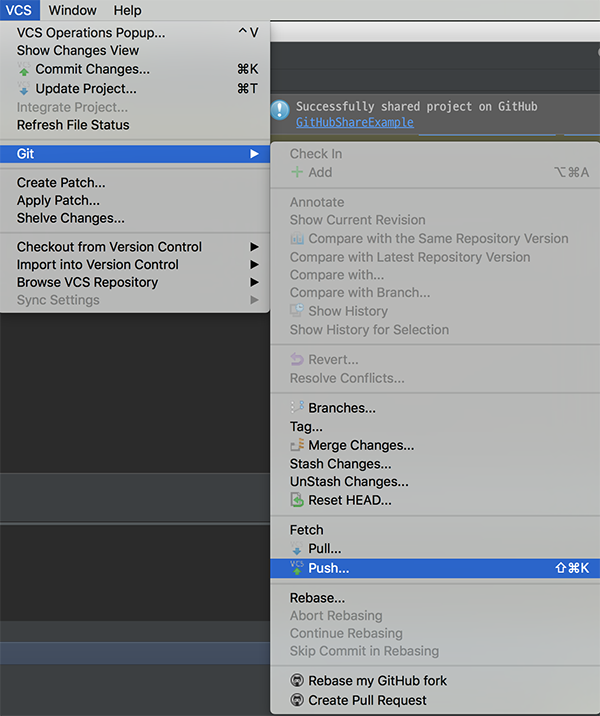 VCS Window Help
VCS Operations Popup... ^V
Show Changes View
Commit Changes... ⌘K
Update Project... ⌘T
Integrate Project...
Refresh File Status
Git
Create Patch...
Apply Patch...
Shelve Changes...
Checkout from Version Control
Import into Version Control
Browse VCS Repository
Sync Settings
Successfully shared project on GitHub
GitHubShareExample
Check In
Add ⌥⌘A
Annotate
Show Current Revision
Compare with the Same Repository Version
Compare with Latest Repository Version
Compare with...
Compare with Branch...
Show History
Show History for Selection
Revert...
Resolve Conflicts...
Branches...
Tag...
Merge Changes...
Stash Changes...
UnStash Changes...
Reset HEAD...
Fetch
Pull...
VCS Push... ⇧⌘K
Rebase...
Abort Rebasing
Continue Rebasing
Skip Commit in Rebasing
Rebase my GitHub fork
Create Pull Request